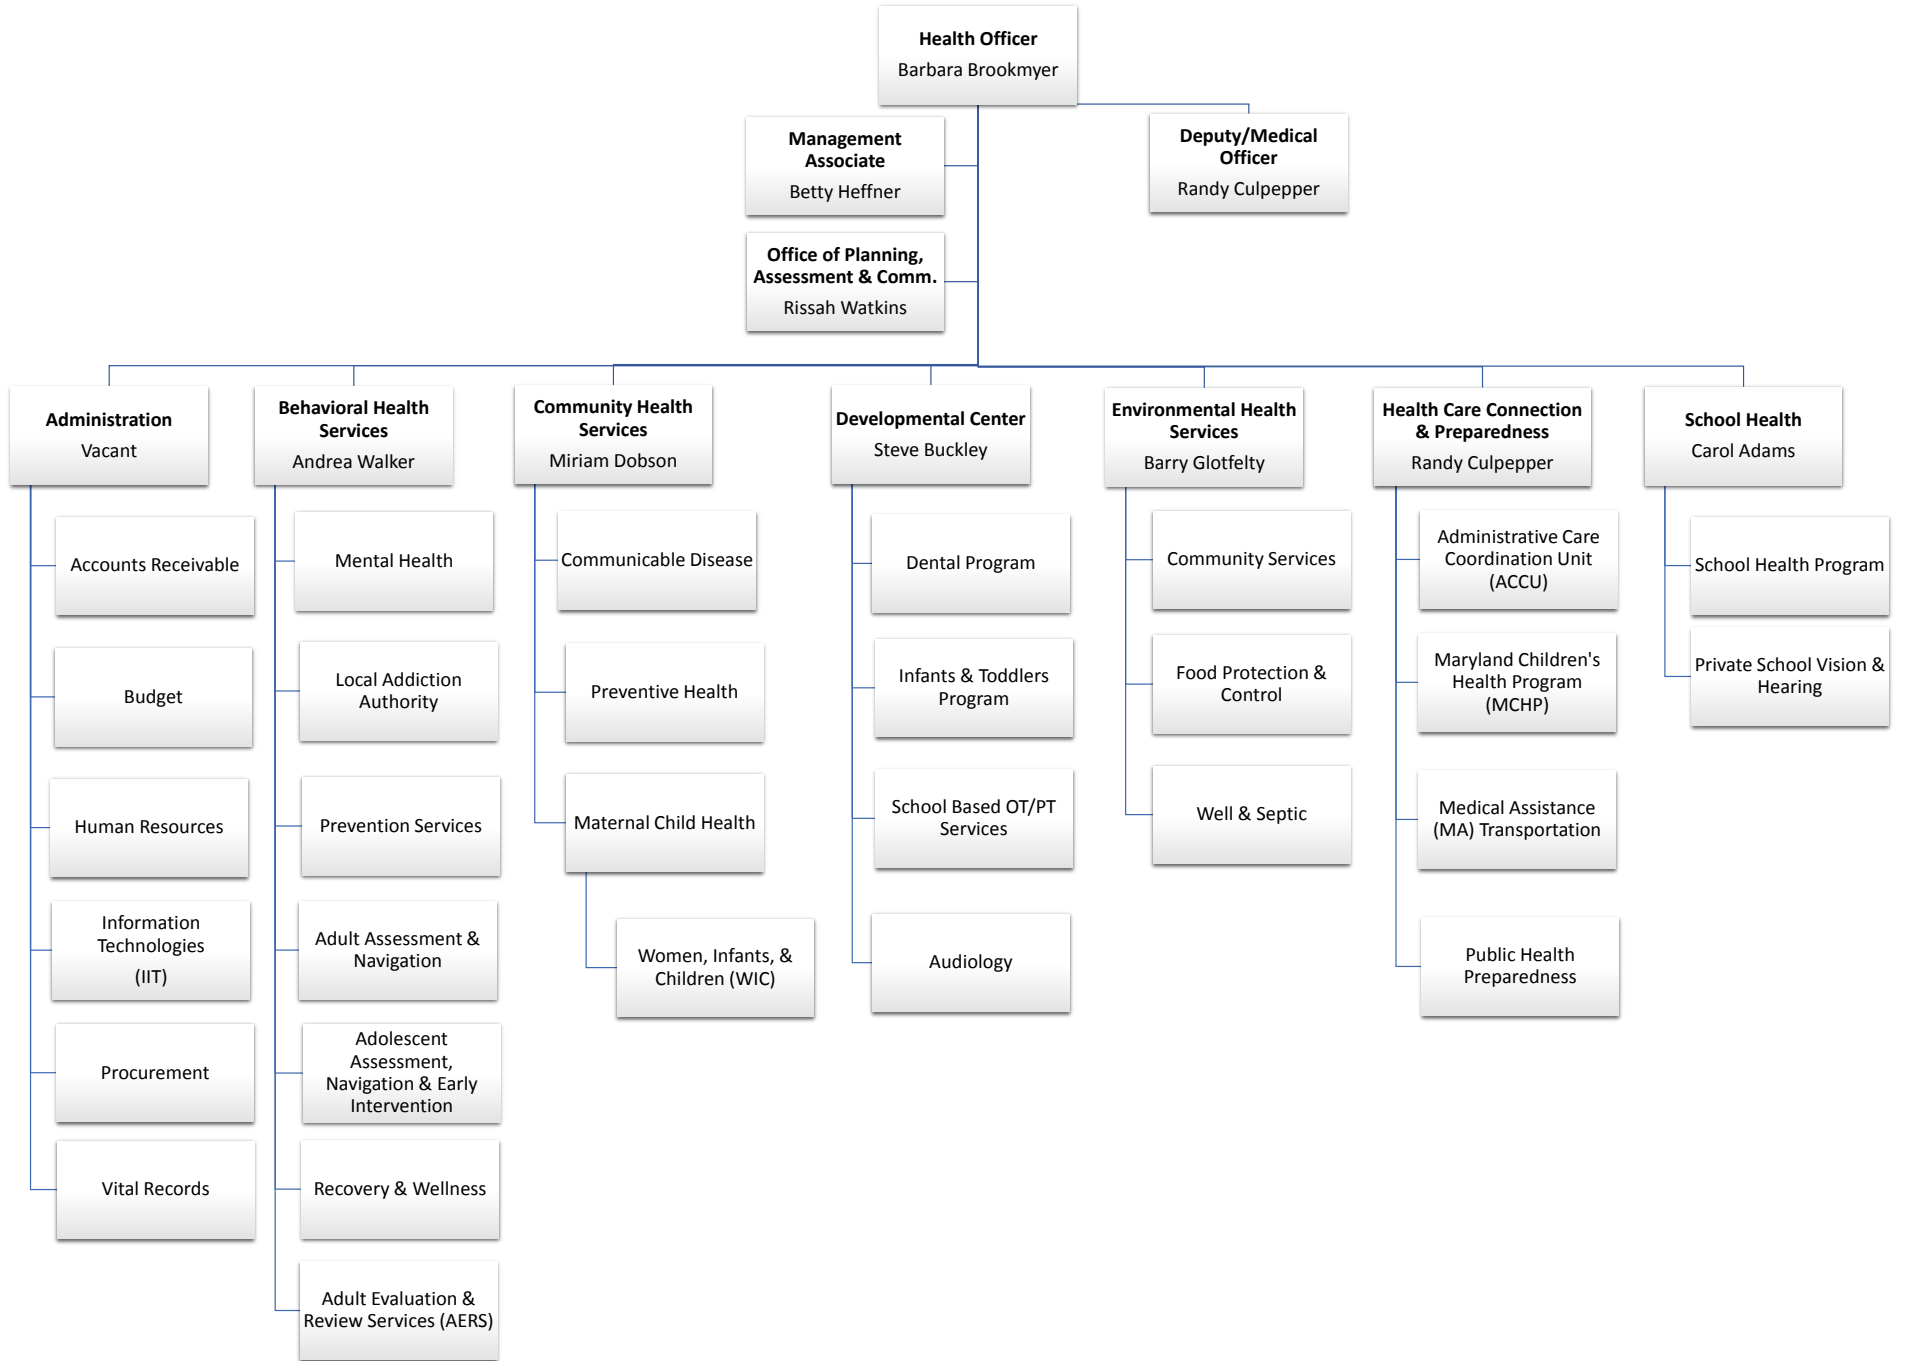 Health Officer
Barbara Brookmyer
Management
Associate
Betty Heffner
Deputy/Medical
Officer
Randy Culpepper
Office of Planning,
Assessment & Comm.
Rissah Watkins
Administration
Vacant
Accounts Receivable
Budget
Human Resources
Information
Technologies
(IIT)
Procurement
Vital Records
Behavioral Health
Services
Andrea Walker
Mental Health
Local Addiction
Authority
Prevention Services
Adult Assessment &
Navigation
Adolescent
Assessment,
Navigation & Early
Intervention
Recovery & Wellness
Adult Evaluation &
Review Services (AERS)
Community Health
Services
Miriam Dobson
Communicable Disease
Preventive Health
Maternal Child Health
Women, Infants, &
Children (WIC)
Developmental Center
Steve Buckley
Dental Program
Infants & Toddlers
Program
School Based OT/PT
Services
Audiology
Environmental Health
Services
Barry Glotfelty
Community Services
Food Protection &
Control
Well & Septic
Health Care Connection
& Preparedness
Randy Culpepper
Administrative Care
Coordination Unit
(ACCU)
Maryland Children's
Health Program
(MCHP)
Medical Assistance
(MA) Transportation
Public Health
Preparedness
School Health
Carol Adams
School Health Program
Private School Vision &
Hearing